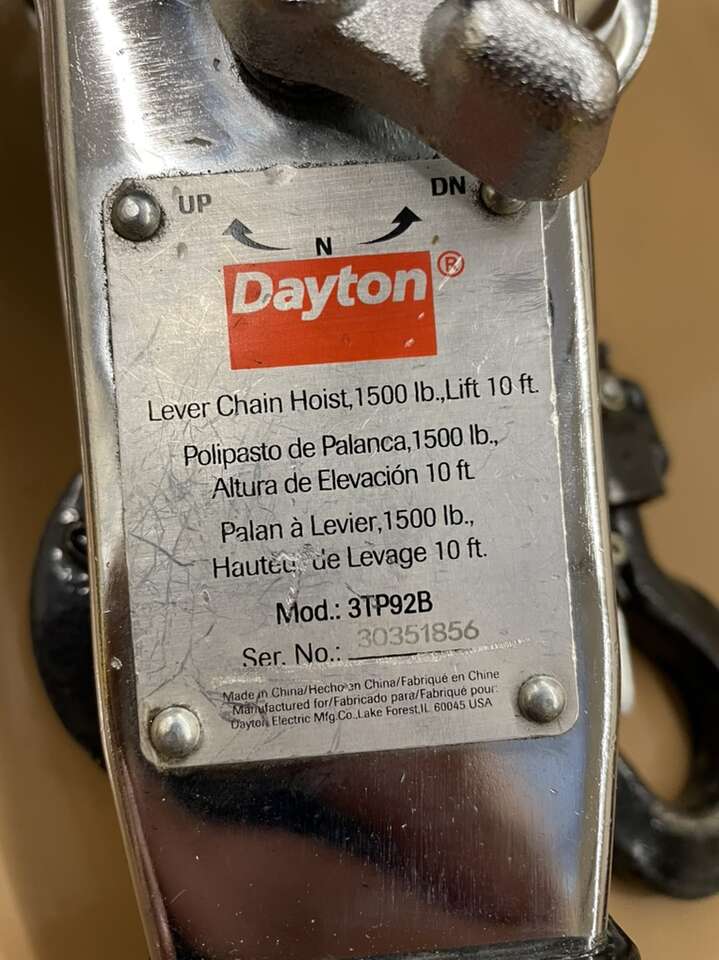 UP DN
N
Dayton®
Lever Chain Hoist,1500 lb.,Lift 10 ft.
Polipasto de Palanca,1500 lb.,
Altura de Elevación 10 ft
Palan à Levier,1500 lb.,
Hauteur de Levage 10 ft.
Mod.: 3TP92B
Ser. No.: 30351856
Made in China/Hecho en China/Fabriqué en Chine
Manufactured for/Fabricado para/Fabriqué pour:
Dayton Electric Mfg.Co.,Lake Forest,IL 60045 USA